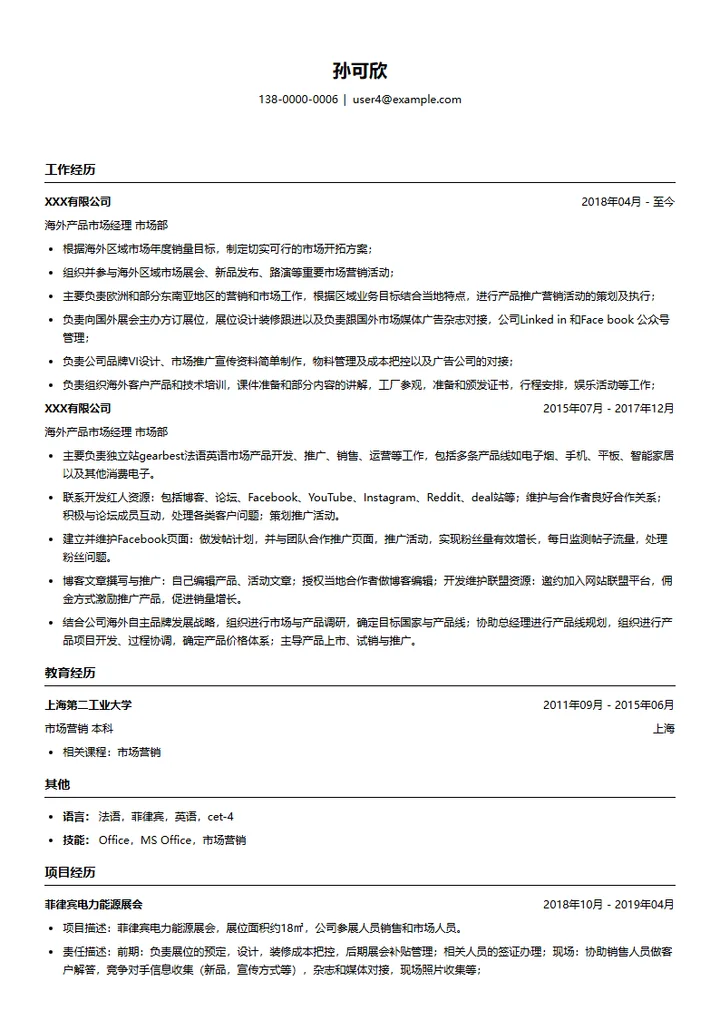 孙可欣
138-0000-0006 | user4@example.com
工作经历
XXX有限公司 2018年04月 - 至今
海外产品市场经理 市场部
• 根据海外区域市场年度销量目标，制定切实可行的市场开拓方案；
• 组织并参与海外区域市场展会、新品发布、路演等重要市场营销活动；
• 主要负责欧洲和部分东南亚地区的营销和市场工作，根据区域业务目标结合当地特点，进行产品推广营销活动的策划及执行；
• 负责向国外展会主办方订展位，展位设计装修跟进以及负责跟国外市场媒体广告杂志对接，公司Linked in 和Face book 公众号
管理；
• 负责公司品牌VI设计、市场推广宣传资料简单制作，物料管理及成本把控以及广告公司的对接；
• 负责组织海外客户产品和技术培训，课件准备和部分内容的讲解，工厂参观，准备和颁发证书，行程安排，娱乐活动等工作；
XXX有限公司 2015年07月 - 2017年12月
海外产品市场经理 市场部
• 主要负责独立站gearbest法语英语市场产品开发、推广、销售、运营等工作，包括多条产品线如电子烟、手机、平板、智能家居
以及其他消费电子。
• 联系开发红人资源：包括博客、论坛、Facebook、YouTube、Instagram、Reddit、deal站等；维护与合作者良好合作关系；
积极与论坛成员互动，处理各类客户问题；策划推广活动。
• 建立并维护Facebook页面：做发帖计划，并与团队合作推广页面，推广活动，实现粉丝量有效增长，每日监测帖子流量，处理
粉丝问题。
• 博客文章撰写与推广：自己编辑产品、活动文章；授权当地合作者做博客编辑；开发维护联盟资源：邀约加入网站联盟平台，佣
金方式激励推广产品，促进销量增长。
• 结合公司海外自主品牌发展战略，组织进行市场与产品调研，确定目标国家与产品线；协助总经理进行产品线规划，组织进行产
品项目开发、过程协调，确定产品价格体系；主导产品上市、试销与推广。
教育经历
上海第二工业大学 2011年09月 - 2015年06月
市场营销 本科 上海
• 相关课程：市场营销
其他
• 语言： 法语，菲律宾，英语，cet-4
• 技能： Office，MS Office，市场营销
项目经历
菲律宾电力能源展会 2018年10月 - 2019年04月
• 项目描述：菲律宾电力能源展会，展位面积约18㎡，公司参展人员销售和市场人员。
• 责任描述：前期：负责展位的预定，设计，装修成本把控，后期展会补贴管理；相关人员的签证办理；现场：协助销售人员做客
户解答，竞争对手信息收集（新品，宣传方式等），杂志和媒体对接，现场照片收集等；